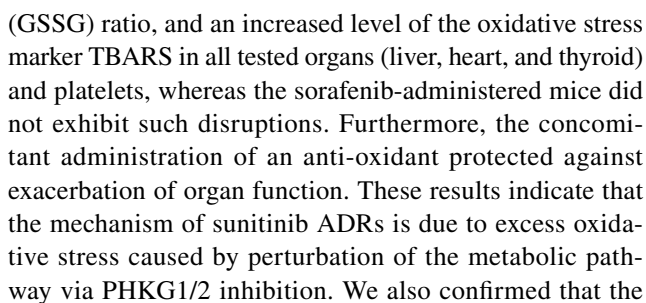 (GSSG) ratio, and an increased level of the oxidative stress
marker TBARS in all tested organs (liver, heart, and thyroid)
and platelets, whereas the sorafenib-administered mice did
not exhibit such disruptions. Furthermore, the concomi-
tant administration of an anti-oxidant protected against
exacerbation of organ function. These results indicate that
the mechanism of sunitinib ADRs is due to excess oxida-
tive stress caused by perturbation of the metabolic path-
way via PHKG1/2 inhibition. We also confirmed that the